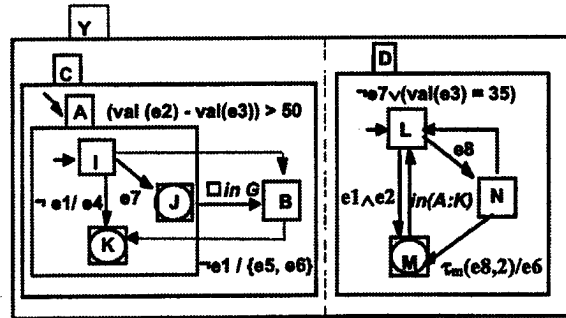 Y
C
D
A
(val (e2) - val(e3)) > 50
¬e7∨(val(e3) = 35)
I
L
e8
¬ e1/ e4
e7
J
□ in G
B
e1∧e2
in(A:K)
N
K
M
¬e1 / {e5, e6}
τm(e8,2)/e6